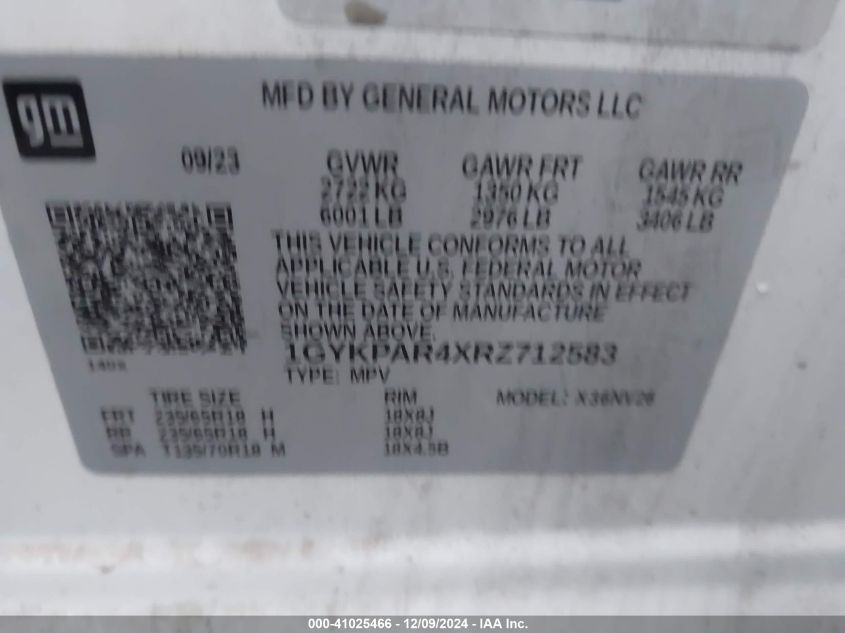 gm
MFD BY GENERAL MOTORS LLC
09/23 GVWR GAWR FRT GAWR RR
2722 KG 1350 KG 1545 KG
6001 LB 2976 LB 3406 LB
THIS VEHICLE CONFORMS TO ALL
APPLICABLE U.S. FEDERAL MOTOR
VEHICLE SAFETY STANDARDS IN EFFECT
ON THE DATE OF MANUFACTURE
SHOWN ABOVE.
1GYKPAR4XRZ712583
TYPE: MPV
TIRE SIZE RIM MODEL: X36NV26
FRT 235/65R18 H 18X8J
RR 235/65R18 H 18X8J
SPA T135/70R18 M 18X4.5B
000-41025466 - 12/09/2024 - IAA Inc.